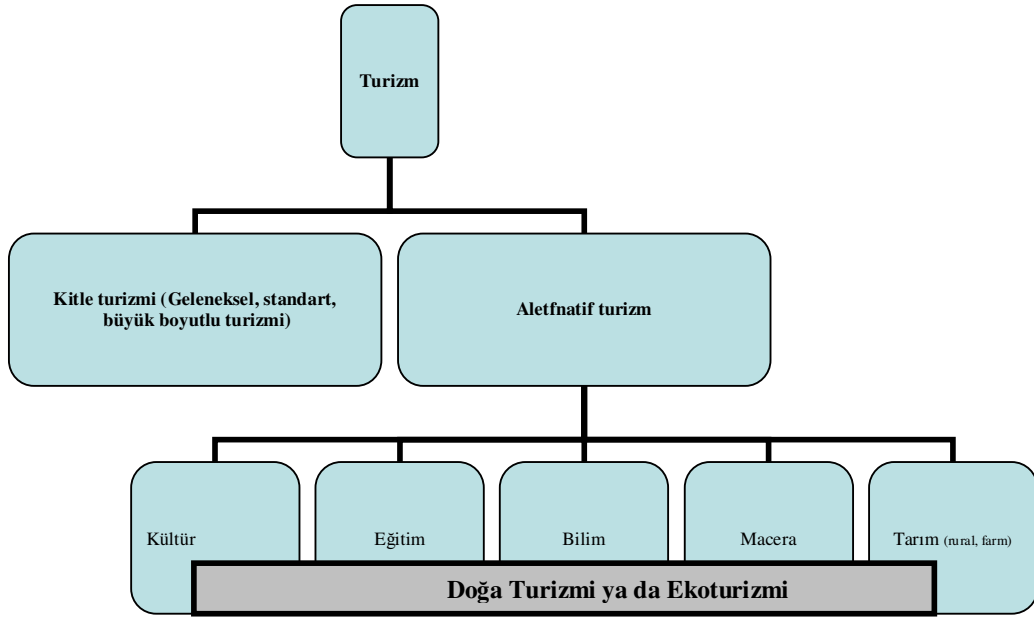 Turizm
Kitle turizmi (Geleneksel, standart,
büyük boyutlu turizmi)
Aletfnatif turizm
Kültür
Eğitim
Bilim
Macera
Tarım (rural, farm)
Doğa Turizmi ya da Ekoturizmi